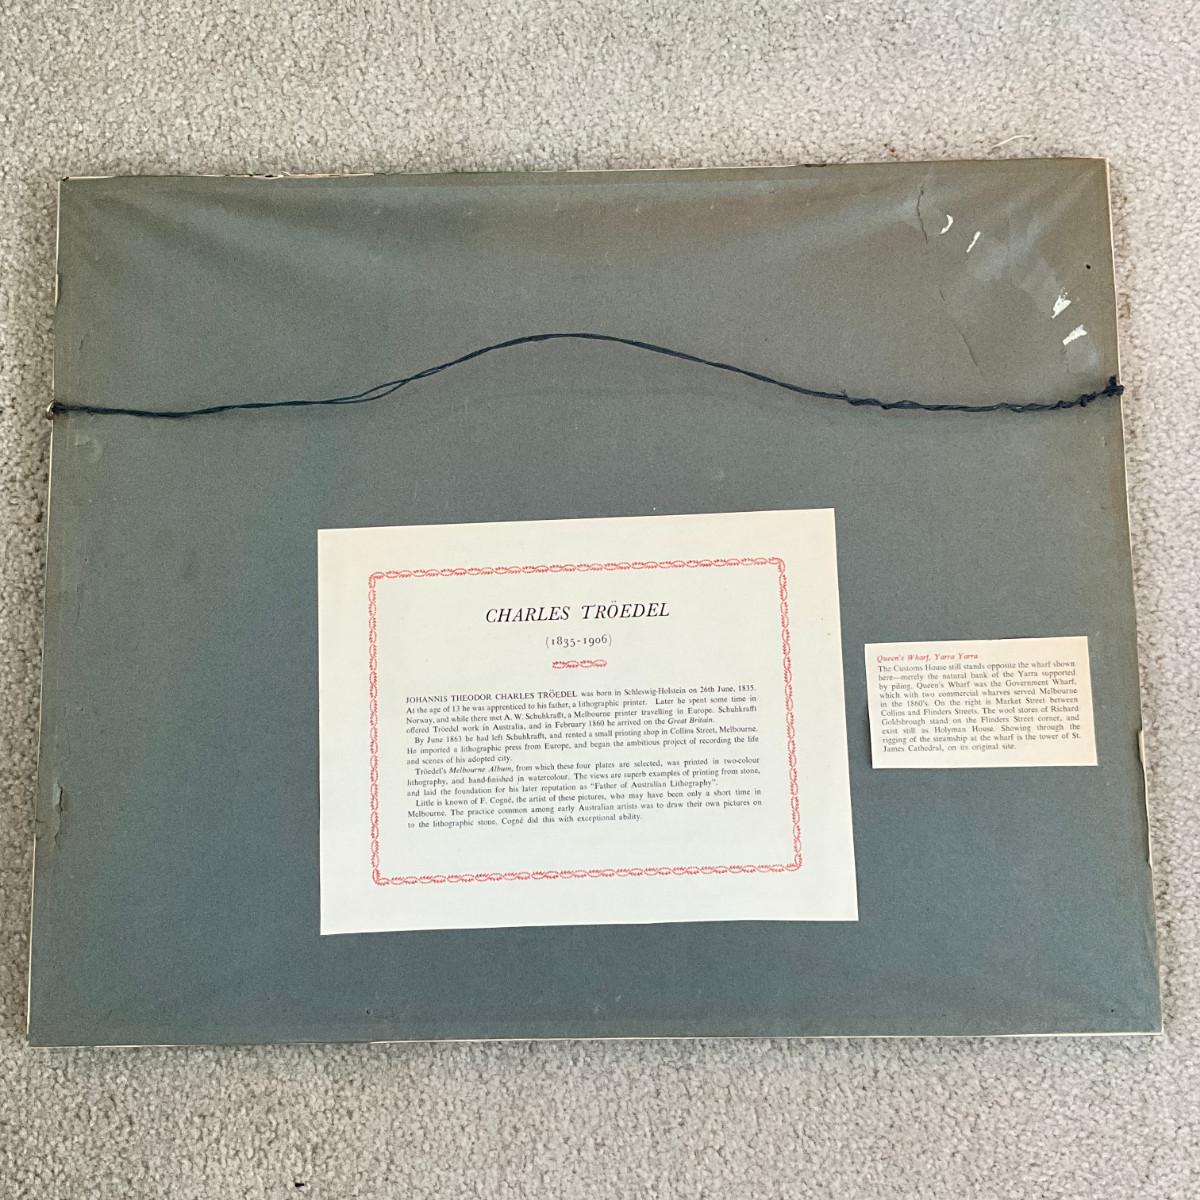 CHARLES TRÖEDEL
(1835-1906)
JOHANNIS THEODOR CHARLES TRÖEDEL was born in Schleswig-Holstein on 26th June, 1835.
At the age of 13 he was apprenticed to his father, a lithographic printer. Later he spent some time in
Norway, and while there met A. W. Schuhkrafft, a Melbourne printer travelling in Europe. Schuhkrafft
offered Tröedel work in Australia, and in February 1860 he arrived on the Great Britain.
By June 1863 he had left Schuhkrafft, and rented a small printing shop in Collins Street, Melbourne.
He imported a lithographic press from Europe, and began the ambitious project of recording the life
and scenes of his adopted city.
Tröedel's Melbourne Album, from which these four plates are selected, was printed in two-colour
lithography, and hand-finished in watercolour. The views are superb examples of printing from stone,
and laid the foundation for his later reputation as "Father of Australian Lithography".
Little is known of F. Cogné, the artist of these pictures, who may have been only a short time in
Melbourne. The practice common among early Australian artists was to draw their own pictures on
to the lithographic stone. Cogné did this with exceptional ability.
Queen's Wharf, Yarra Yarra
The Customs House still stands opposite the wharf shown
here—merely the natural bank of the Yarra supported
by piling. Queen's Wharf was the Government Wharf,
which with two commercial wharves served Melbourne
in the 1860's. On the right is Market Street between
Collins and Flinders Streets. The wool stores of Richard
Goldsbrough stand on the Flinders Street corner, and
exist still as Holyman House. Showing through the
rigging of the steamship at the wharf is the tower of St.
James Cathedral, on its original site.